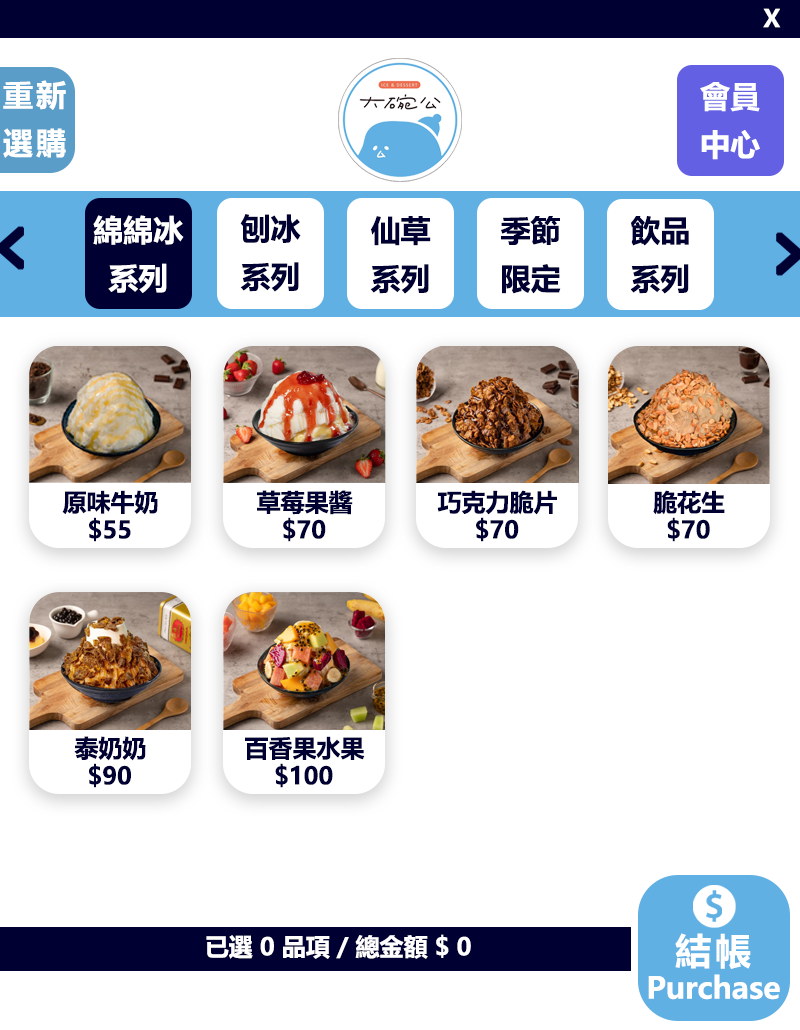 X
重新
選購
ICE & DESSERT
大碗公
會員
中心
綿綿冰
系列
刨冰
系列
仙草
系列
季節
限定
飲品
系列
原味牛奶
$55
草莓果醬
$70
巧克力脆片
$70
脆花生
$70
泰奶奶
$90
百香果水果
$100
已選 0 品項 / 總金額 $ 0
$
結帳
Purchase